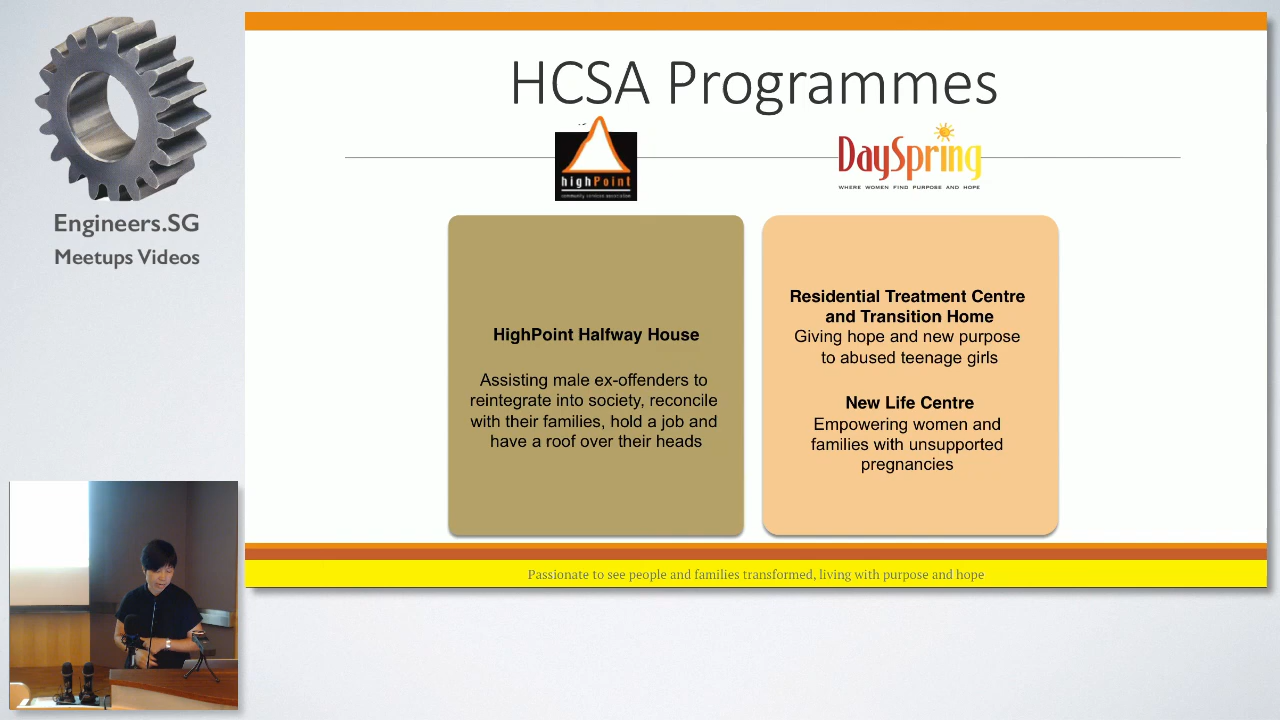 Engineers.SG
Meetups Videos
HCSA Programmes
highPoint
community services association
DaySpring
WHERE WOMEN FIND PURPOSE AND HOPE
HighPoint Halfway House
Assisting male ex-offenders to
reintegrate into society, reconcile
with their families, hold a job and
have a roof over their heads
Residential Treatment Centre
and Transition Home
Giving hope and new purpose
to abused teenage girls
New Life Centre
Empowering women and
families with unsupported
pregnancies
Passionate to see people and families transformed, living with purpose and hope